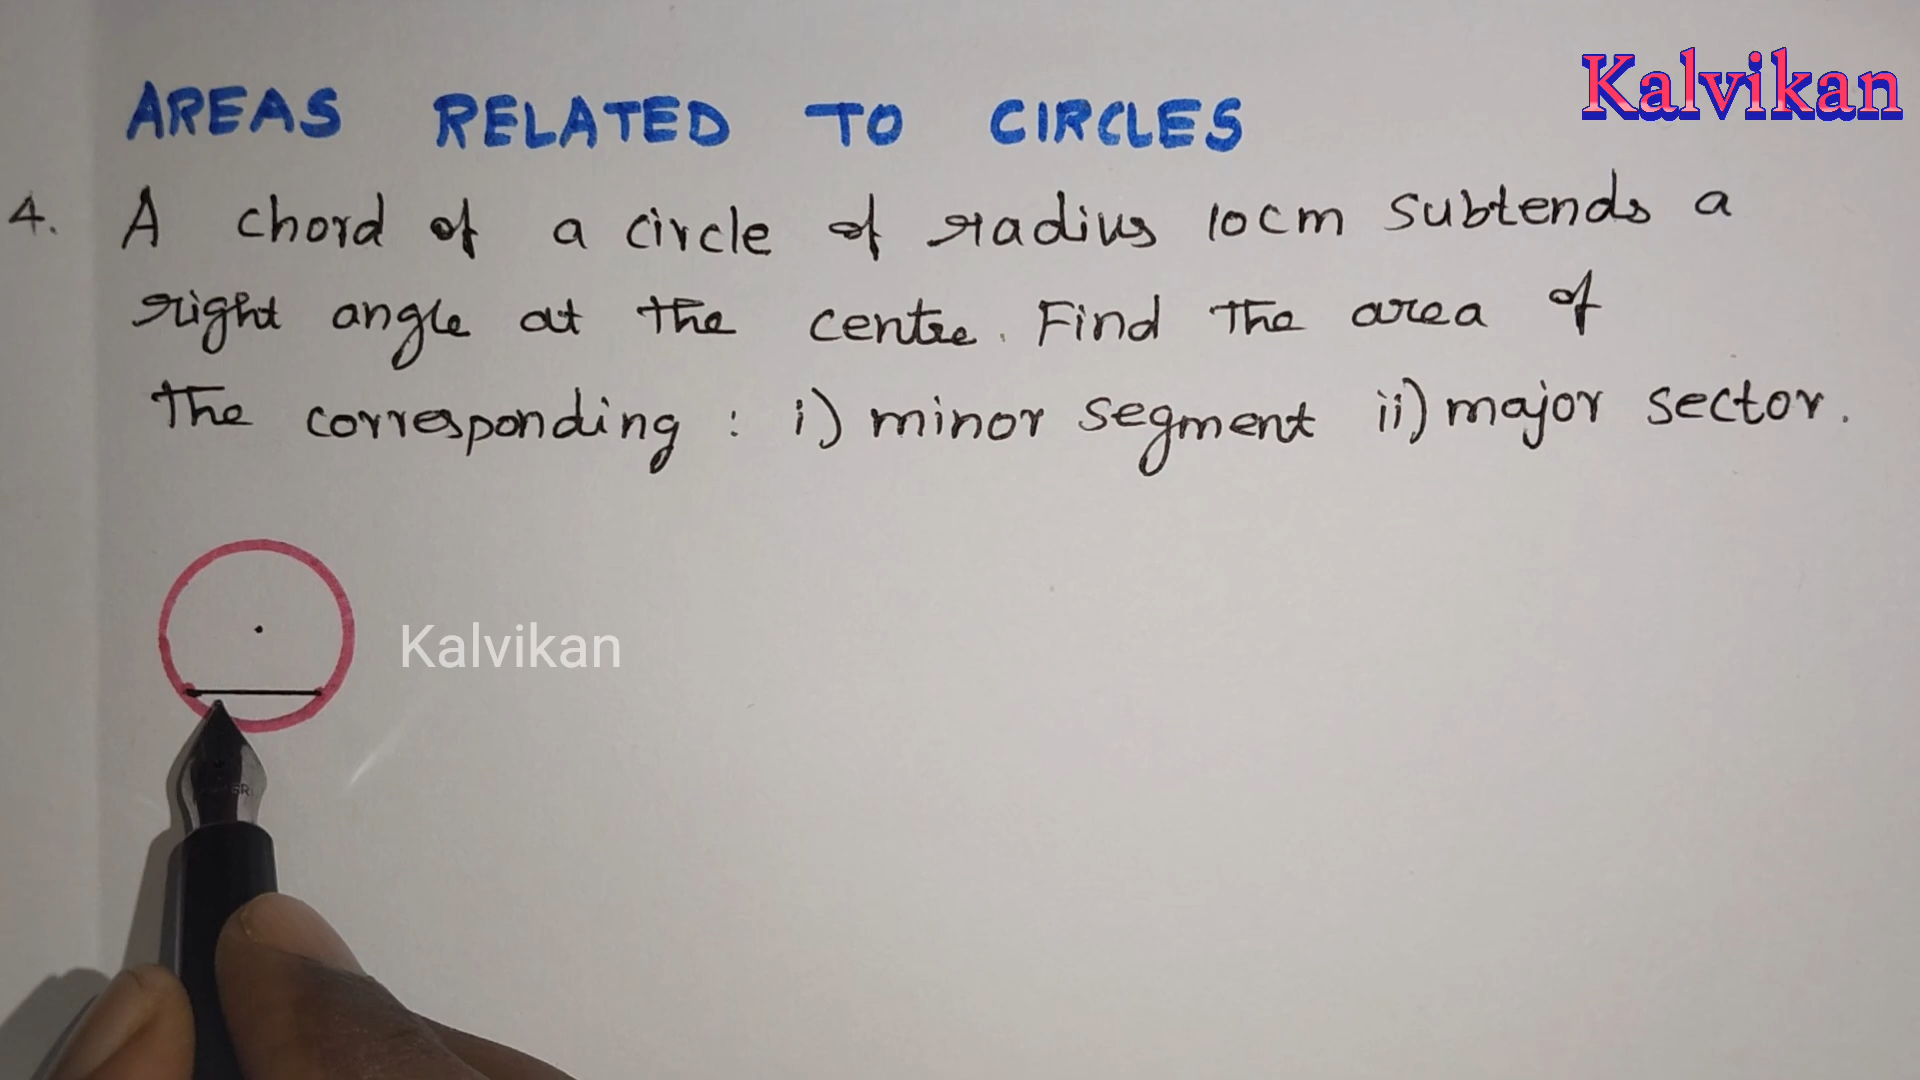 Kalvikan
AREAS RELATED TO CIRCLES
4. A chord of a circle of radius 10cm subtends a
right angle at the centre. Find the area of
the corresponding : i) minor segment ii) major sector.
Kalvikan